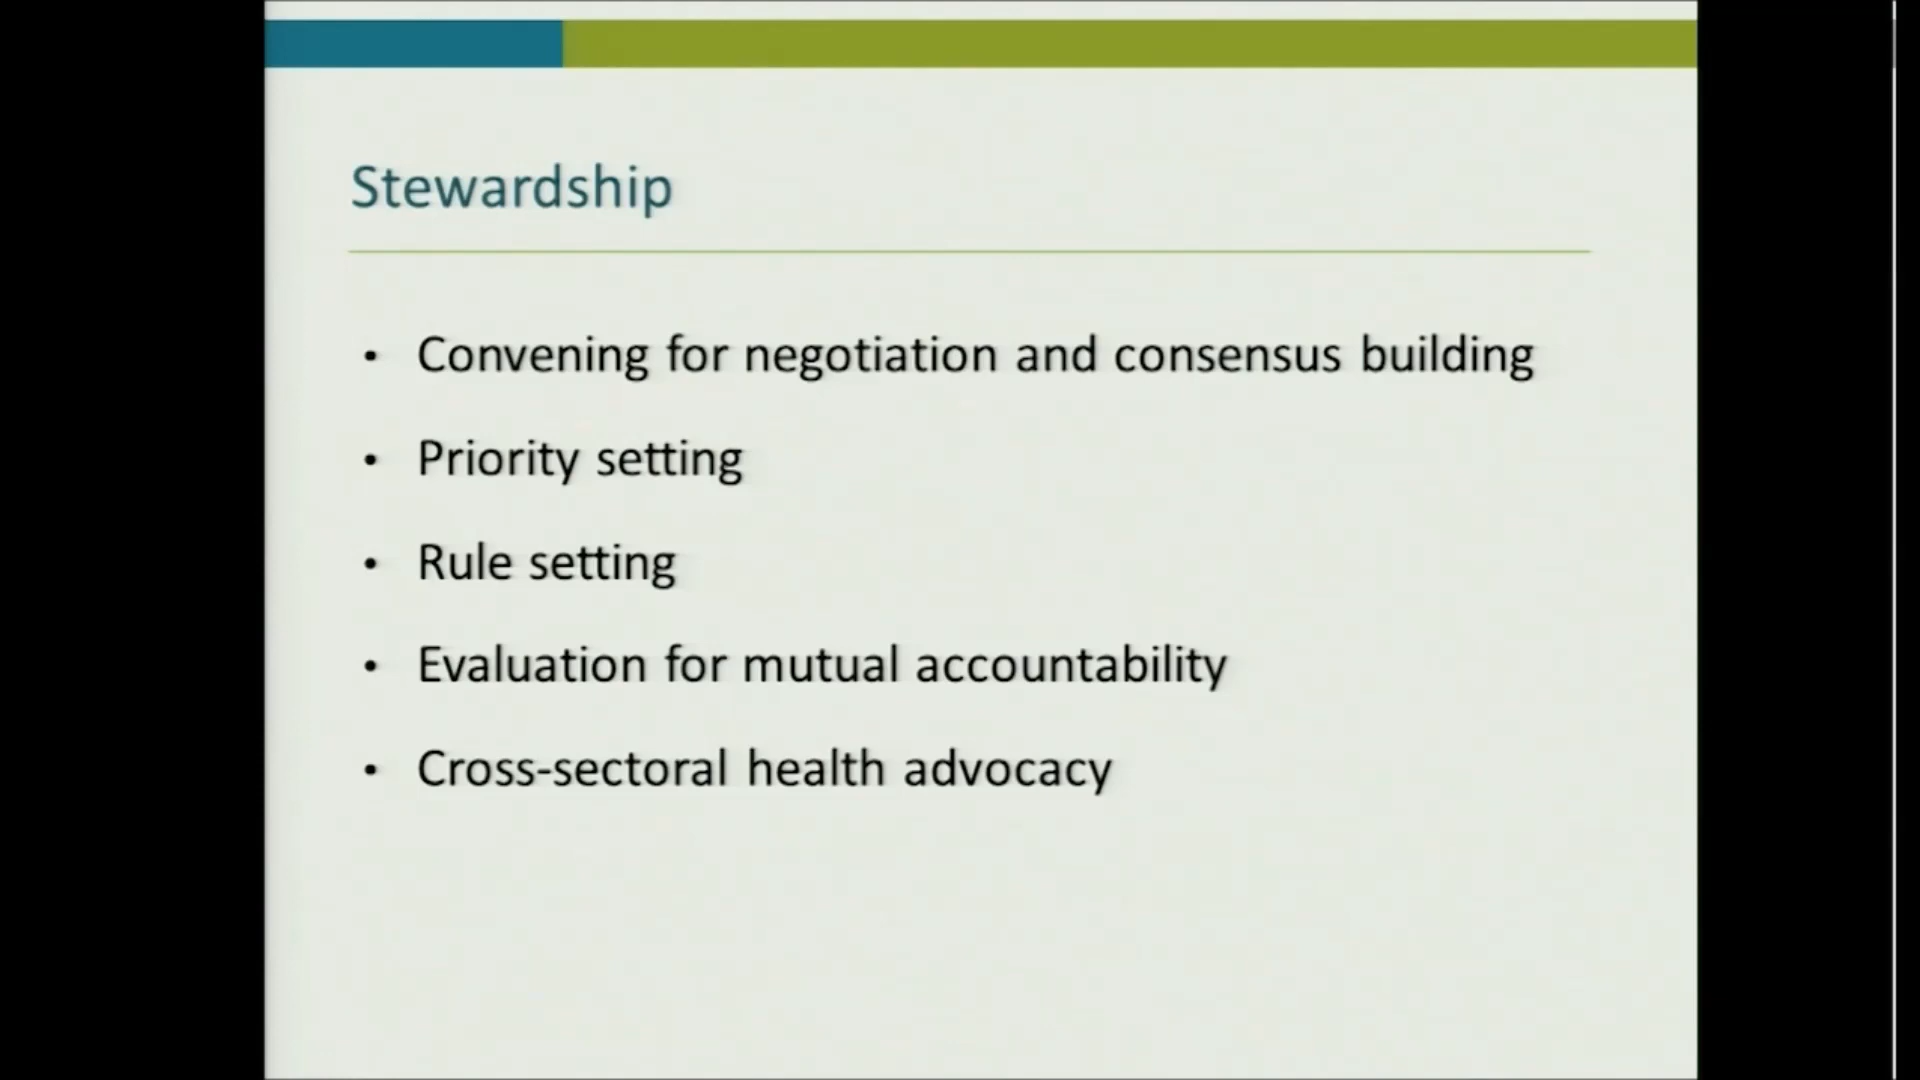 Stewardship
• Convening for negotiation and consensus building
• Priority setting
• Rule setting
• Evaluation for mutual accountability
• Cross-sectoral health advocacy